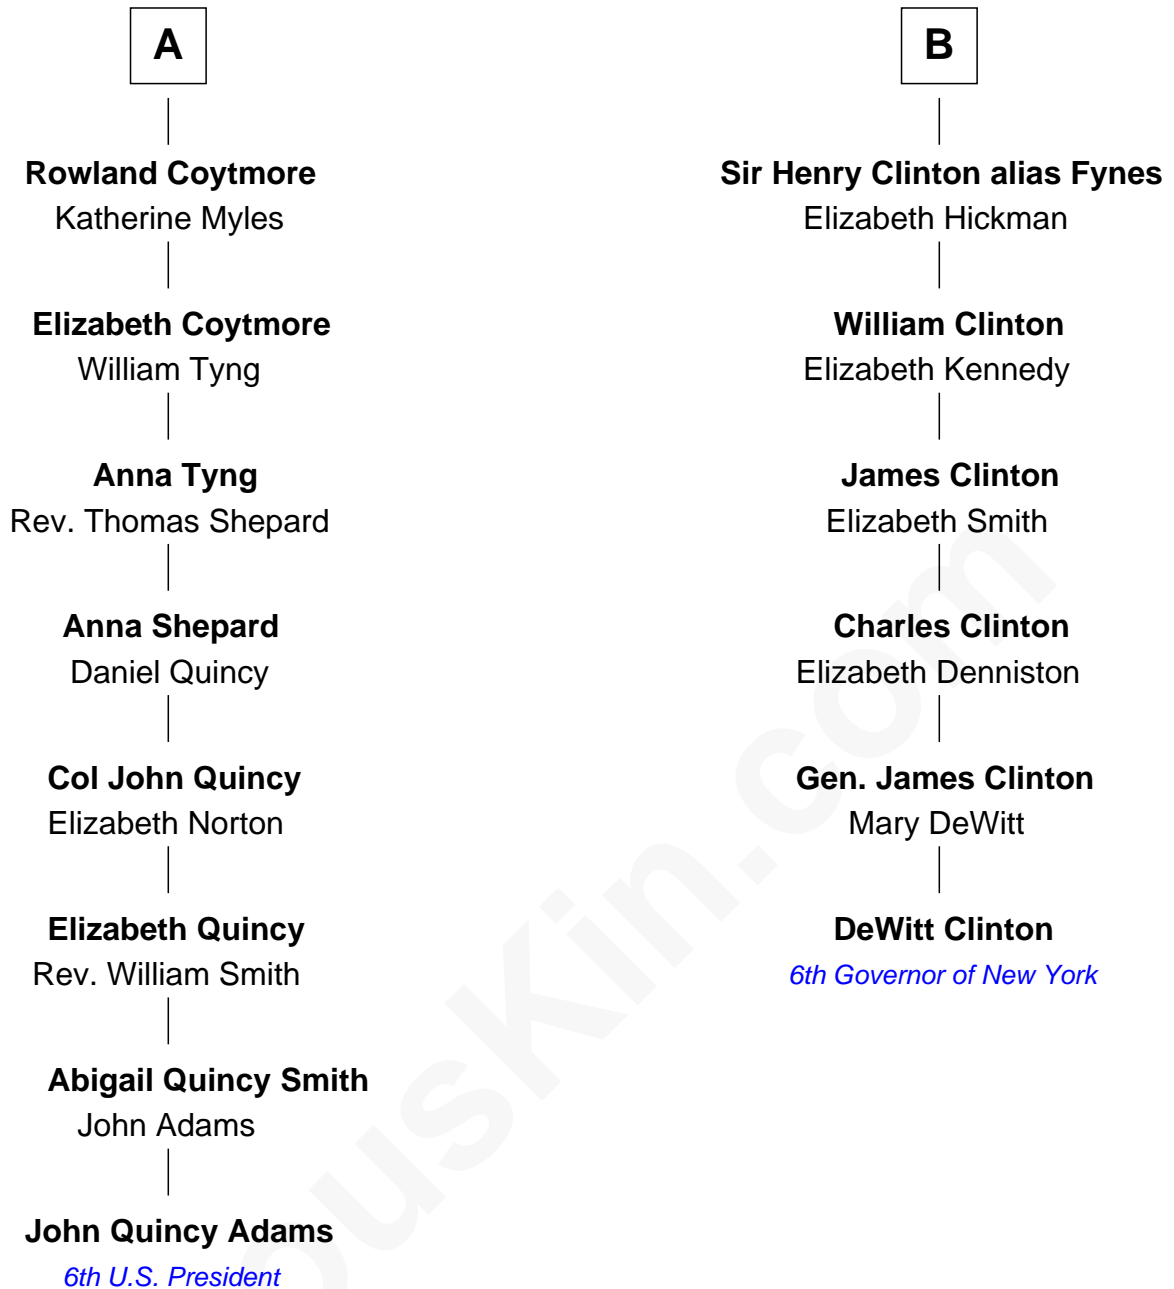 A
Rowland Coytmore
Katherine Myles
Elizabeth Coytmore
William Tyng
Anna Tyng
Rev. Thomas Shepard
Anna Shepard
Daniel Quincy
Col John Quincy
Elizabeth Norton
Elizabeth Quincy
Rev. William Smith
Abigail Quincy Smith
John Adams
John Quincy Adams
6th U.S. President
B
Sir Henry Clinton alias Fynes
Elizabeth Hickman
William Clinton
Elizabeth Kennedy
James Clinton
Elizabeth Smith
Charles Clinton
Elizabeth Denniston
Gen. James Clinton
Mary DeWitt
DeWitt Clinton
6th Governor of New York
ousKin.com